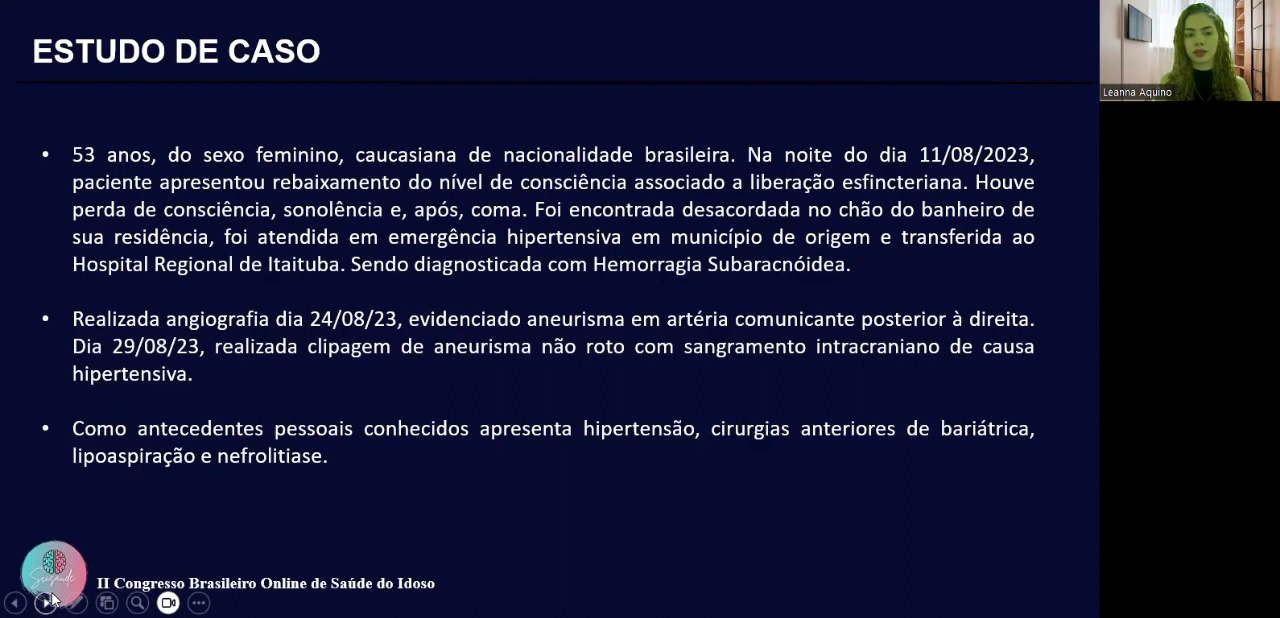 ESTUDO DE CASO
Leanna Aquino
• 53 anos, do sexo feminino, caucasiana de nacionalidade brasileira. Na noite do dia 11/08/2023,
paciente apresentou rebaixamento do nível de consciência associado a liberação esfincteriana. Houve
perda de consciência, sonolência e, após, coma. Foi encontrada desacordada no chão do banheiro de
sua residência, foi atendida em emergência hipertensiva em município de origem e transferida ao
Hospital Regional de Itaituba. Sendo diagnosticada com Hemorragia Subaracnóidea.
• Realizada angiografia dia 24/08/23, evidenciado aneurisma em artéria comunicante posterior à direita.
Dia 29/08/23, realizada clipagem de aneurisma não roto com sangramento intracraniano de causa
hipertensiva.
• Como antecedentes pessoais conhecidos apresenta hipertensão, cirurgias anteriores de bariátrica,
lipoaspiração e nefrolitiase.
II Congresso Brasileiro Online de Saúde do Idoso